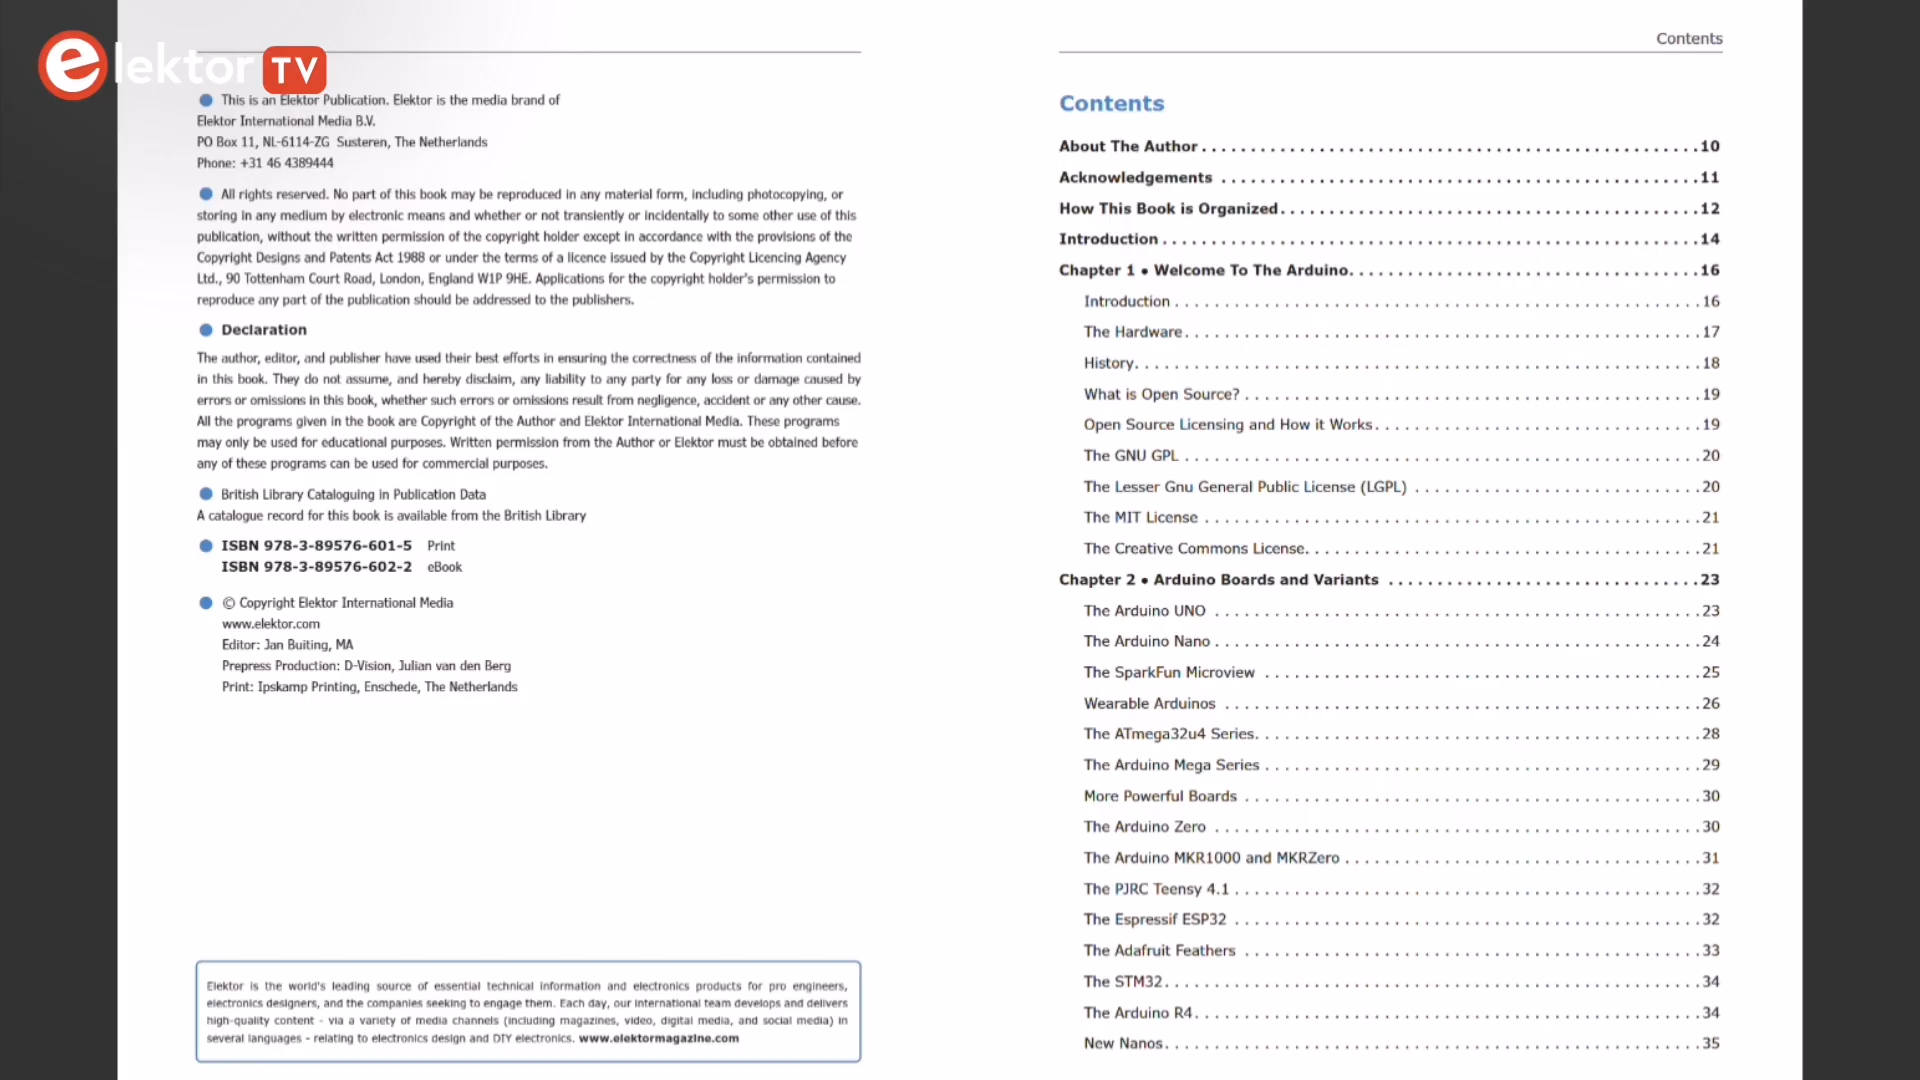 elektor TV
This is an Elektor Publication. Elektor is the media brand of
Elektor International Media B.V.
PO Box 11, NL-6114-ZG Susteren, The Netherlands
Phone: +31 46 4389444
All rights reserved. No part of this book may be reproduced in any material form, including photocopying, or
storing in any medium by electronic means and whether or not transiently or incidentally to some other use of this
publication, without the written permission of the copyright holder except in accordance with the provisions of the
Copyright Designs and Patents Act 1988 or under the terms of a licence issued by the Copyright Licencing Agency
Ltd., 90 Tottenham Court Road, London, England W1P 9HE. Applications for the copyright holder's permission to
reproduce any part of the publication should be addressed to the publishers.
Declaration
The author, editor, and publisher have used their best efforts in ensuring the correctness of the information contained
in this book. They do not assume, and hereby disclaim, any liability to any party for any loss or damage caused by
errors or omissions in this book, whether such errors or omissions result from negligence, accident or any other cause.
All the programs given in the book are Copyright of the Author and Elektor International Media. These programs
may only be used for educational purposes. Written permission from the Author or Elektor must be obtained before
any of these programs can be used for commercial purposes.
British Library Cataloguing in Publication Data
A catalogue record for this book is available from the British Library
ISBN 978-3-89576-601-5 Print
ISBN 978-3-89576-602-2 eBook
© Copyright Elektor International Media
www.elektor.com
Editor: Jan Buiting, MA
Prepress Production: D-Vision, Julian van den Berg
Print: Ipskamp Printing, Enschede, The Netherlands
Elektor is the world's leading source of essential technical information and electronics products for pro engineers,
electronics designers, and the companies seeking to engage them. Each day, our international team develops and delivers
high-quality content - via a variety of media channels (including magazines, video, digital media, and social media) in
several languages - relating to electronics design and DIY electronics. www.elektormagazine.com
Contents
Contents
About The Author 10
Acknowledgements 11
How This Book is Organized 12
Introduction 14
Chapter 1 • Welcome To The Arduino 16
Introduction 16
The Hardware 17
History 18
What is Open Source? 19
Open Source Licensing and How it Works 19
The GNU GPL 20
The Lesser Gnu General Public License (LGPL) 20
The MIT License 21
The Creative Commons License 21
Chapter 2 • Arduino Boards and Variants 23
The Arduino UNO 23
The Arduino Nano 24
The SparkFun Microview 25
Wearable Arduinos 26
The ATmega32u4 Series 28
The Arduino Mega Series 29
More Powerful Boards 30
The Arduino Zero 30
The Arduino MKR1000 and MKRZero 31
The PJRC Teensy 4.1 32
The Espressif ESP32 32
The Adafruit Feathers 33
The STM32 34
The Arduino R4 34
New Nanos 35